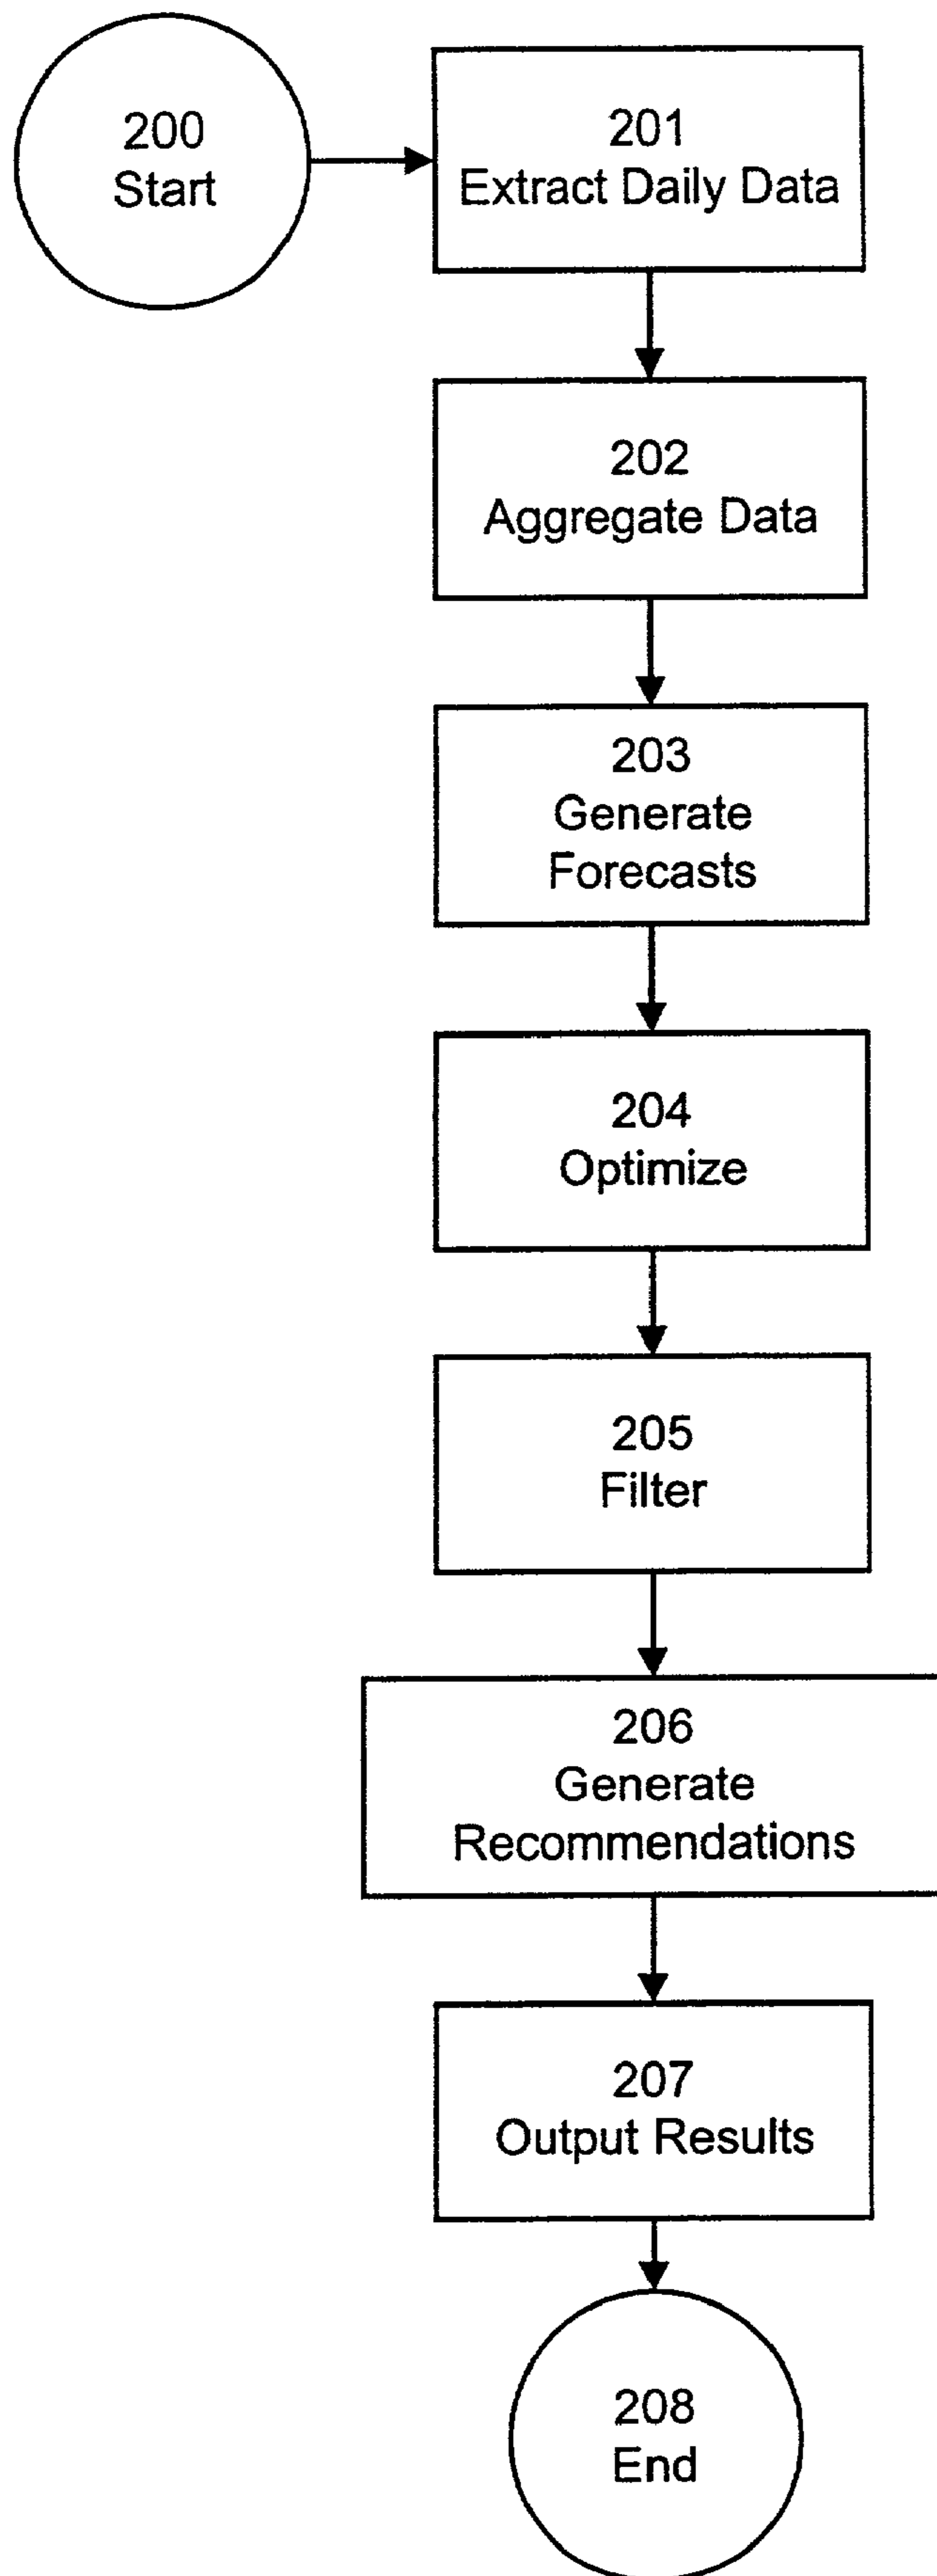 200
Start
201
Extract Daily Data
202
Aggregate Data
203
Generate
Forecasts
204
Optimize
205
Filter
206
Generate
Recommendations
207
Output Results
208
End